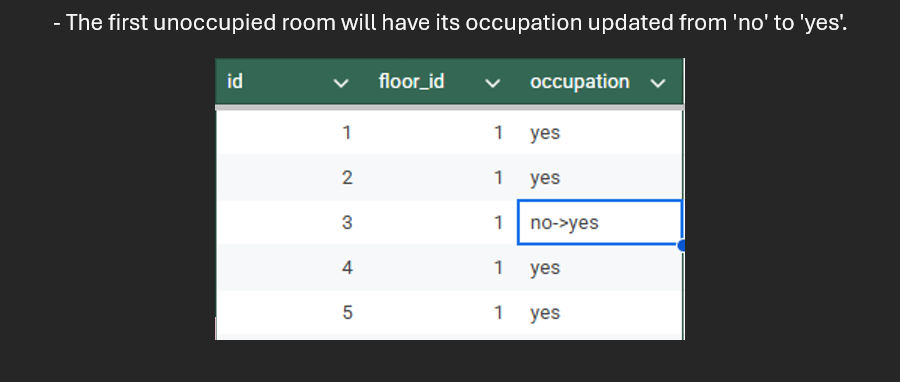 - The first unoccupied room will have its occupation updated from 'no' to 'yes'.
id floor_id occupation
1 1 yes
2 1 yes
3 1 no->yes
4 1 yes
5 1 yes